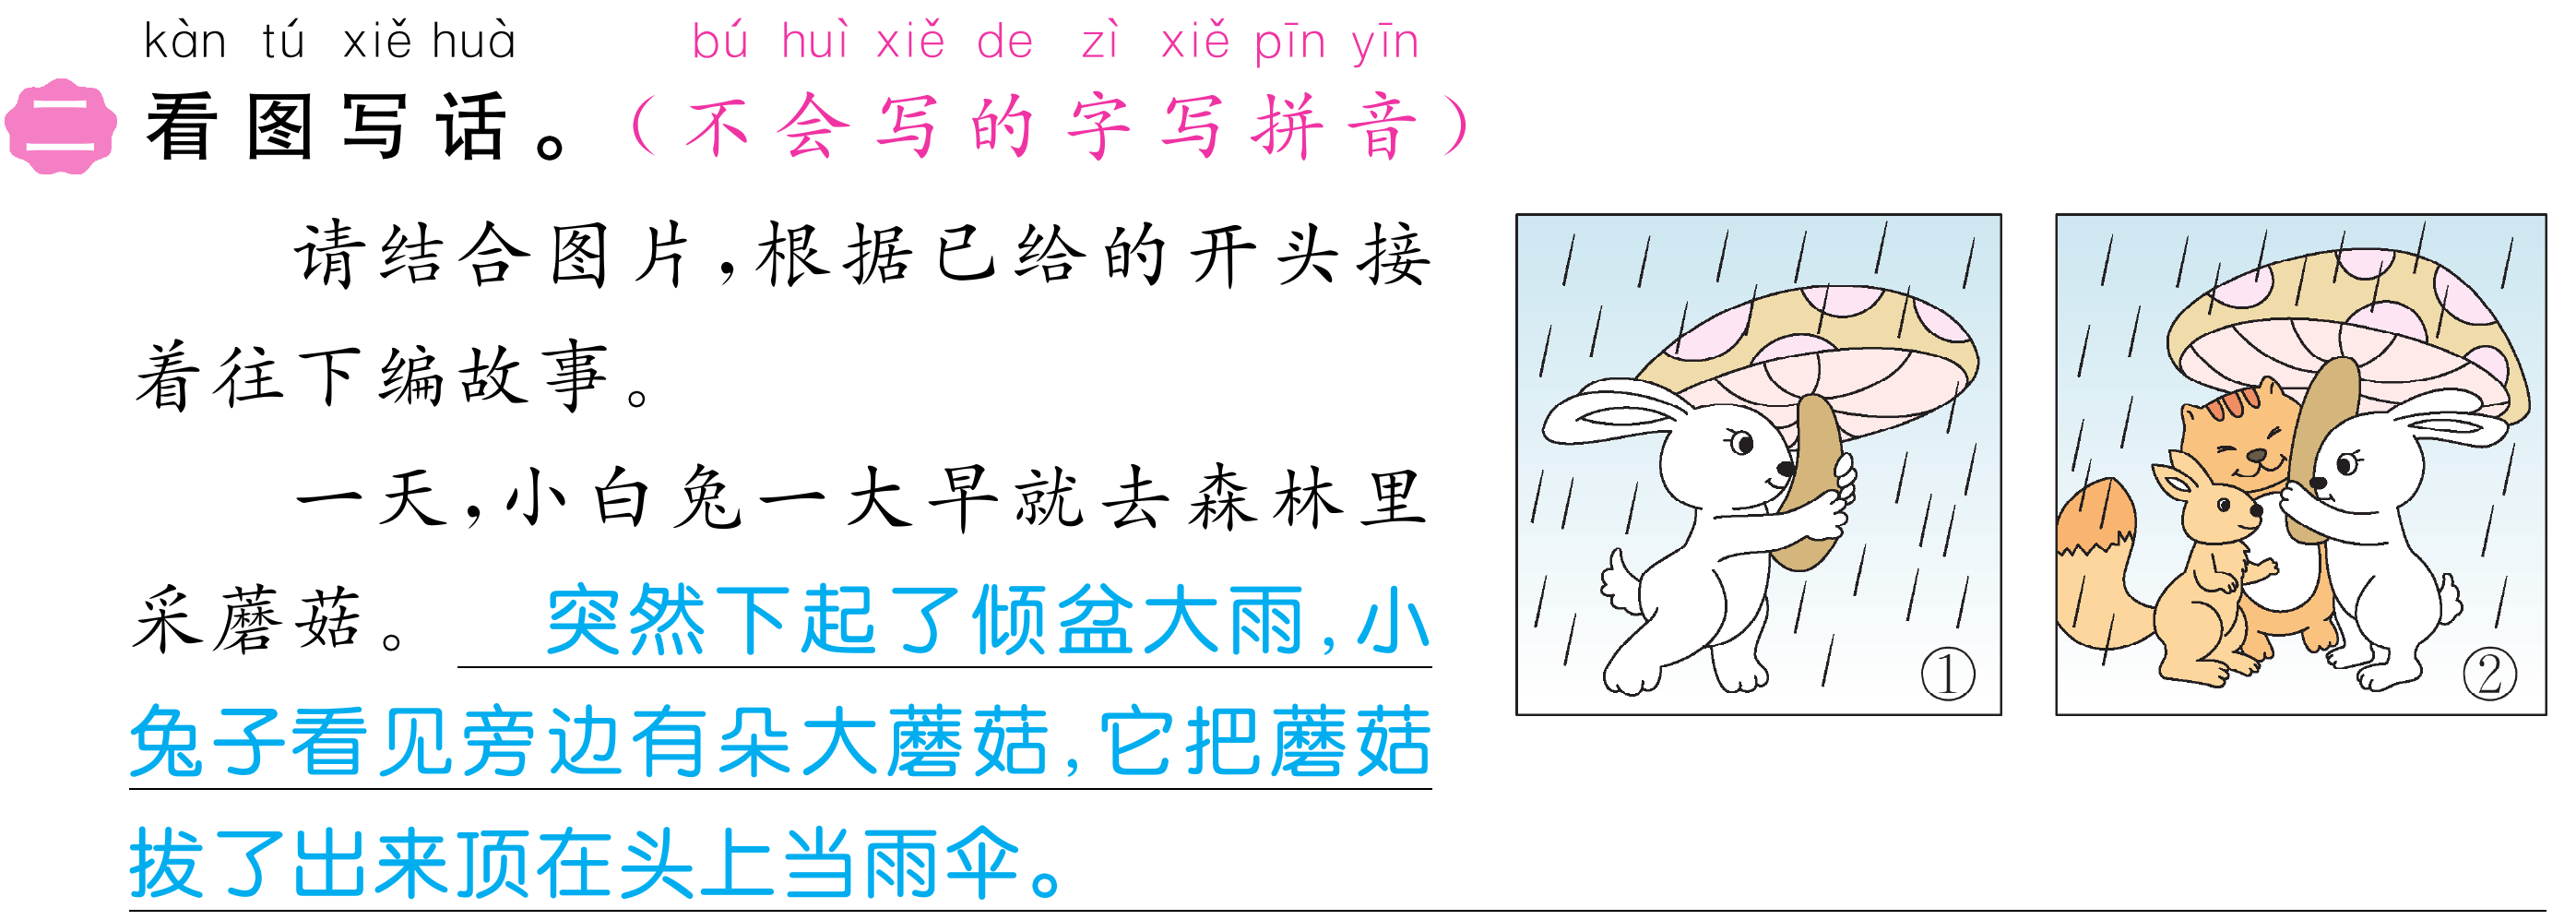 kàn tú xiě huà bú huì xiě de zì xiě pīn yīn
二 看图写话。（不会写的字写拼音）
请结合图片，根据已给的开头接
着往下编故事。
一天，小白兔一大早就去森林里
采蘑菇。 突然下起了倾盆大雨，小
兔子看见旁边有朵大蘑菇，它把蘑菇
拔了出来顶在头上当雨伞。
① ②